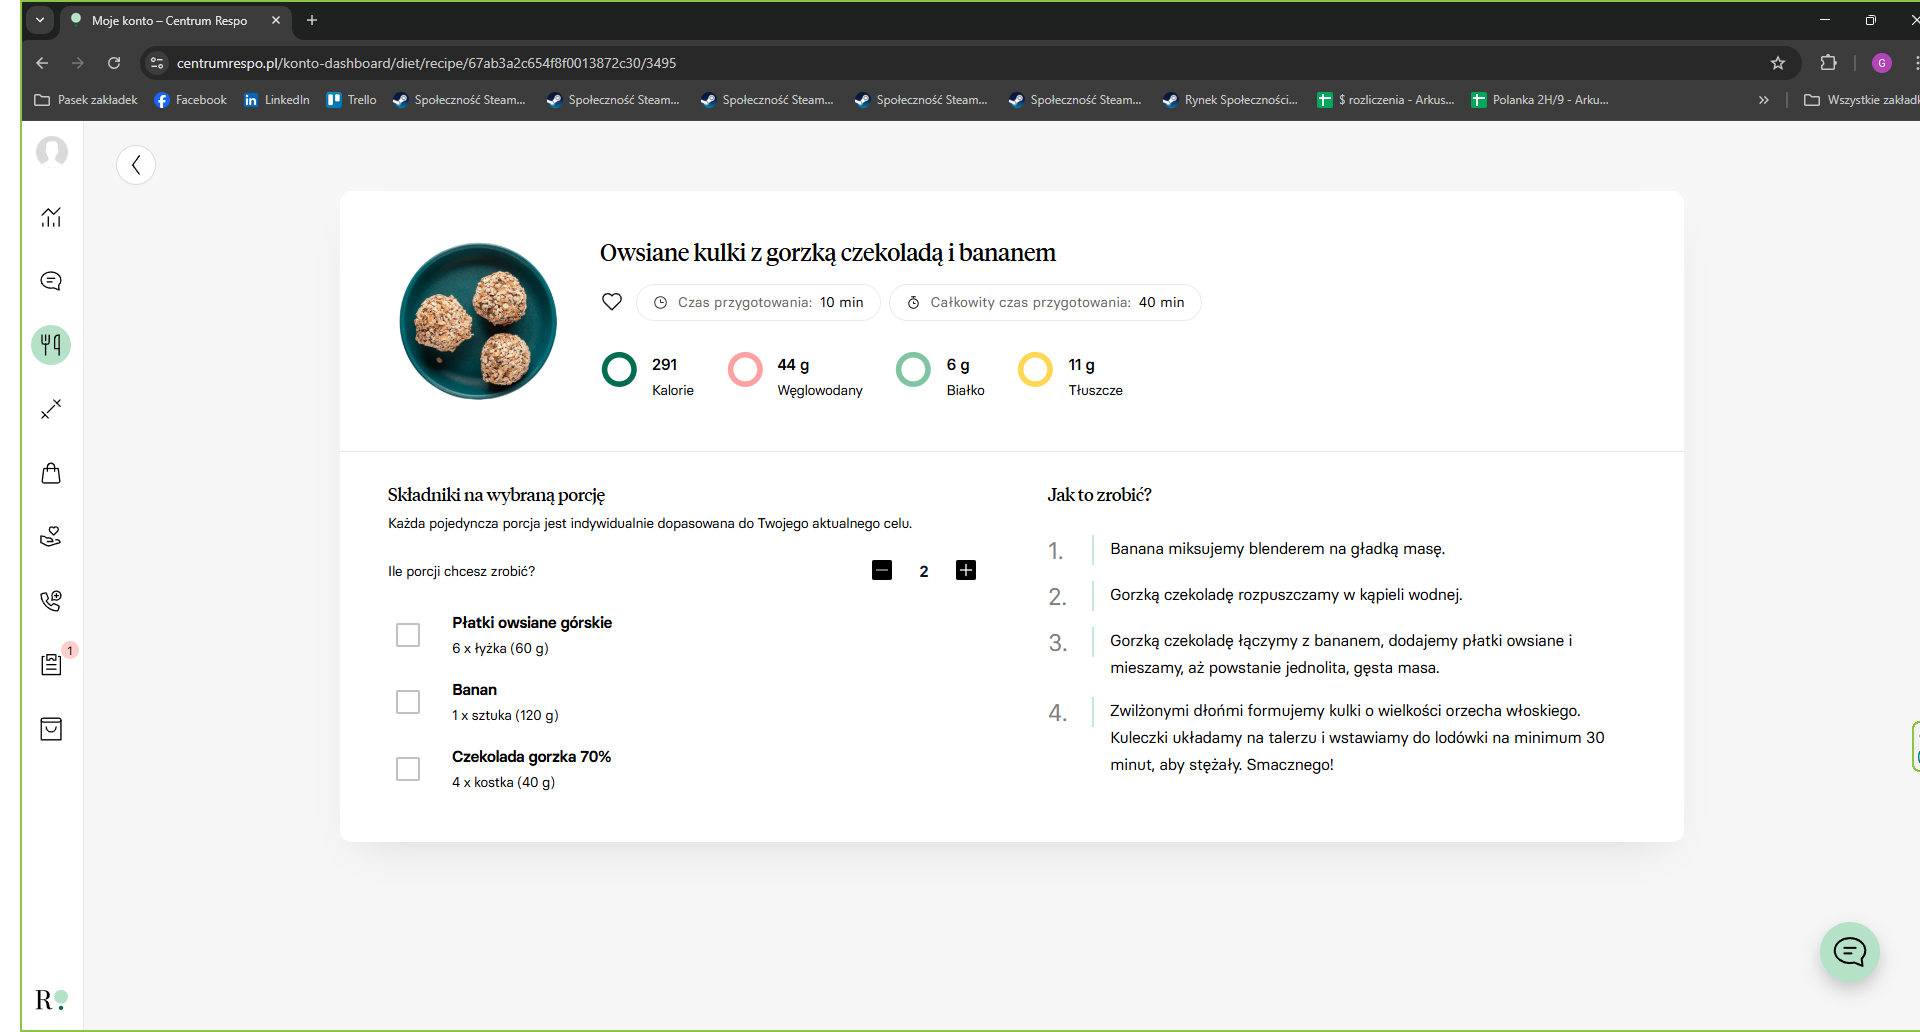 Moje konto – Centrum Respo
centrumrespo.pl/konto-dashboard/diet/recipe/67ab3a2c654f8f0013872c30/3495
G
Pasek zakładek Facebook LinkedIn Trello Społeczność Steam... Społeczność Steam... Społeczność Steam... Społeczność Steam... Społeczność Steam... Rynek Społeczności... $ rozliczenia - Arkus... Polanka 2H/9 - Arku... » Wszystkie zakład
Owsiane kulki z gorzką czekoladą i bananem
Czas przygotowania: 10 min Całkowity czas przygotowania: 40 min
291 44 g 6 g 11 g
Kalorie Węglowodany Białko Tłuszcze
Składniki na wybraną porcję
Każda pojedyncza porcja jest indywidualnie dopasowana do Twojego aktualnego celu.
Ile porcji chcesz zrobić? 2
Płatki owsiane górskie
6 x łyżka (60 g)
Banan
1 x sztuka (120 g)
Czekolada gorzka 70%
4 x kostka (40 g)
Jak to zrobić?
1. Banana miksujemy blenderem na gładką masę.
2. Gorzką czekoladę rozpuszczamy w kąpieli wodnej.
3. Gorzką czekoladę łączymy z bananem, dodajemy płatki owsiane i
mieszamy, aż powstanie jednolita, gęsta masa.
4. Zwilżonymi dłońmi formujemy kulki o wielkości orzecha włoskiego.
Kuleczki układamy na talerzu i wstawiamy do lodówki na minimum 30
minut, aby stężały. Smacznego!
1
R